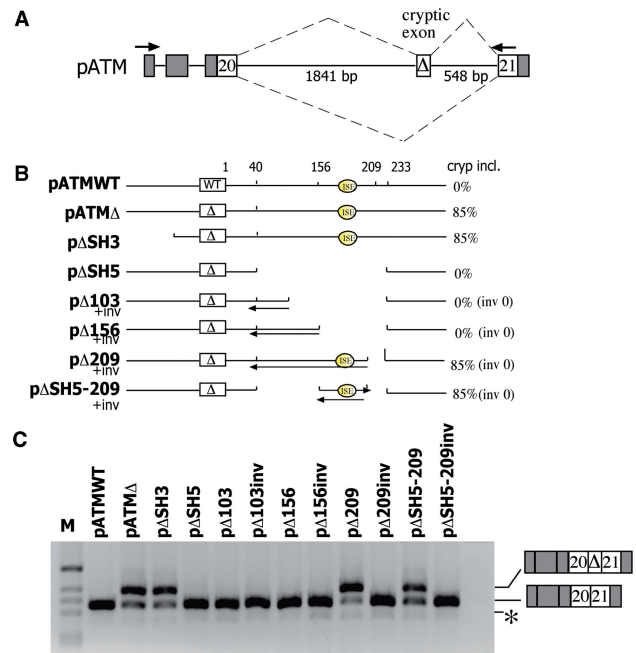 A
cryptic
exon
pATM
20
1841 bp
Δ
548 bp
21
B
1 40 156 209 233 cryp incl.
pATMWT WT ISE 0%
pATMΔ Δ ISE 85%
pΔSH3 Δ ISE 85%
pΔSH5 Δ 0%
pΔ103 Δ 0% (inv 0)
+inv
pΔ156 Δ 0% (inv 0)
+inv
pΔ209 Δ ISE 85% (inv 0)
+inv
pΔSH5-209 Δ ISE 85% (inv 0)
+inv
C
M
pATMWT
pATMΔ
pΔSH3
pΔSH5
pΔ103
pΔ103inv
pΔ156
pΔ156inv
pΔ209
pΔ209inv
pΔSH5-209
pΔSH5-209inv
20 Δ 21
20 21
*